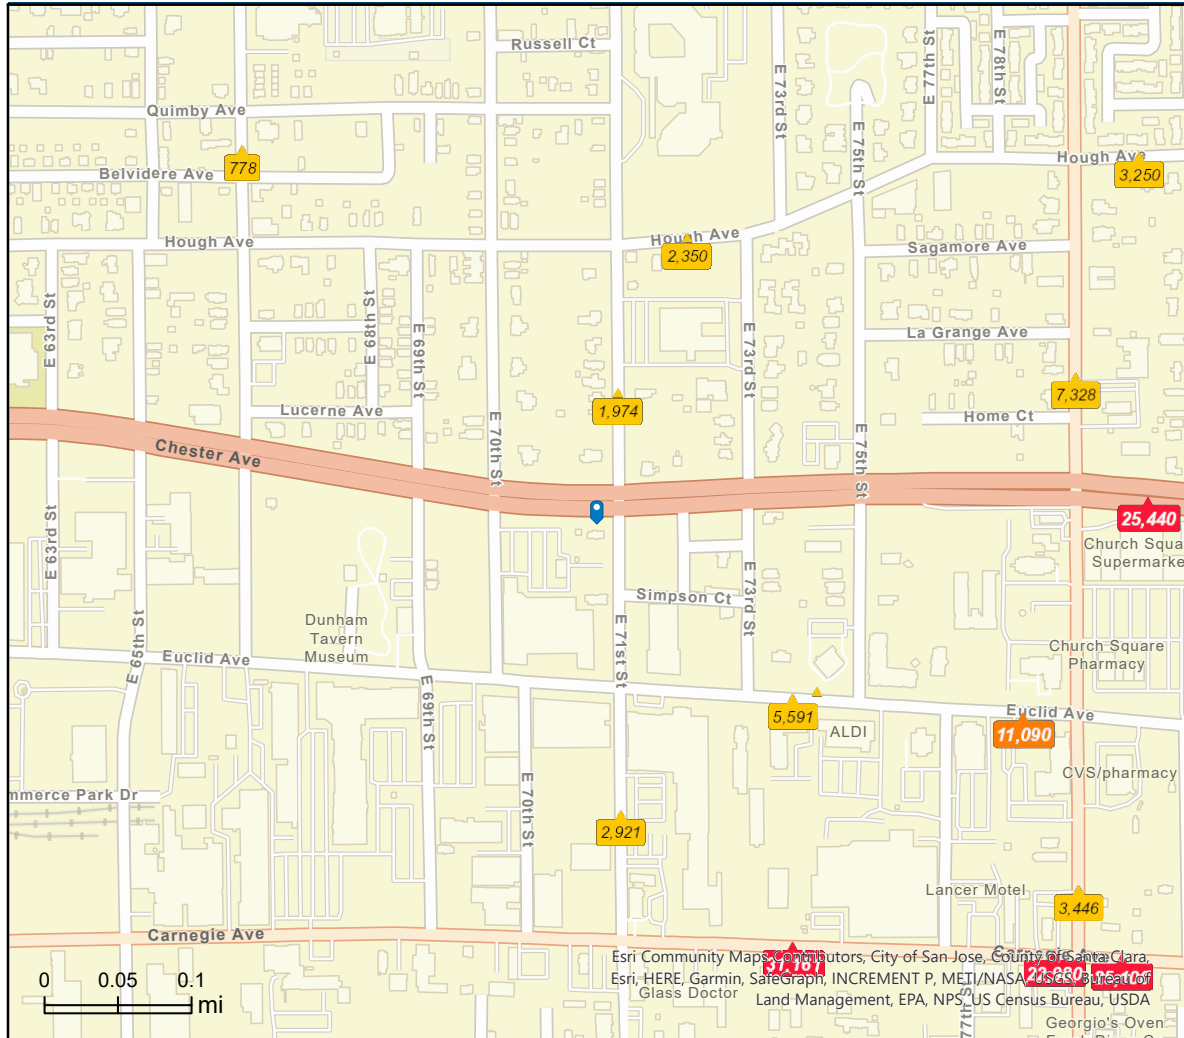 Russell Ct
E 73rd St
E 77th St
E 78th St
Quimby Ave
E 75th St
Hough Ave
778
Belvidere Ave
3,250
Hough Ave
Hough Ave
2,350
Sagamore Ave
E 63rd St
E 68th St
E 69th St
E 73rd St
La Grange Ave
7,328
Lucerne Ave
1,974
Home Ct
E 70th St
E 75th St
Chester Ave
25,440
E 63rd St
Church Squa
Supermarke
E 73rd St
Simpson Ct
Dunham
Tavern
Museum
E 65th St
E 71st St
Euclid Ave
Church Square
Pharmacy
E 69th St
5,591
Euclid Ave
11,090
ALDI
CVS/pharmacy
mmerce Park Dr
E 70th St
2,921
Lancer Motel
3,446
Carnegie Ave
Esri Community Maps Contributors, City of San Jose, County of Santa Clara,
31,161
Esri, HERE, Garmin, SafeGraph, INCREMENT P, METI/NASA, USGS, Bureau of
Land Management, EPA, NPS, US Census Bureau, USDA
0 0.05 0.1
mi
Glass Doctor
77th St
Georgio's Oven